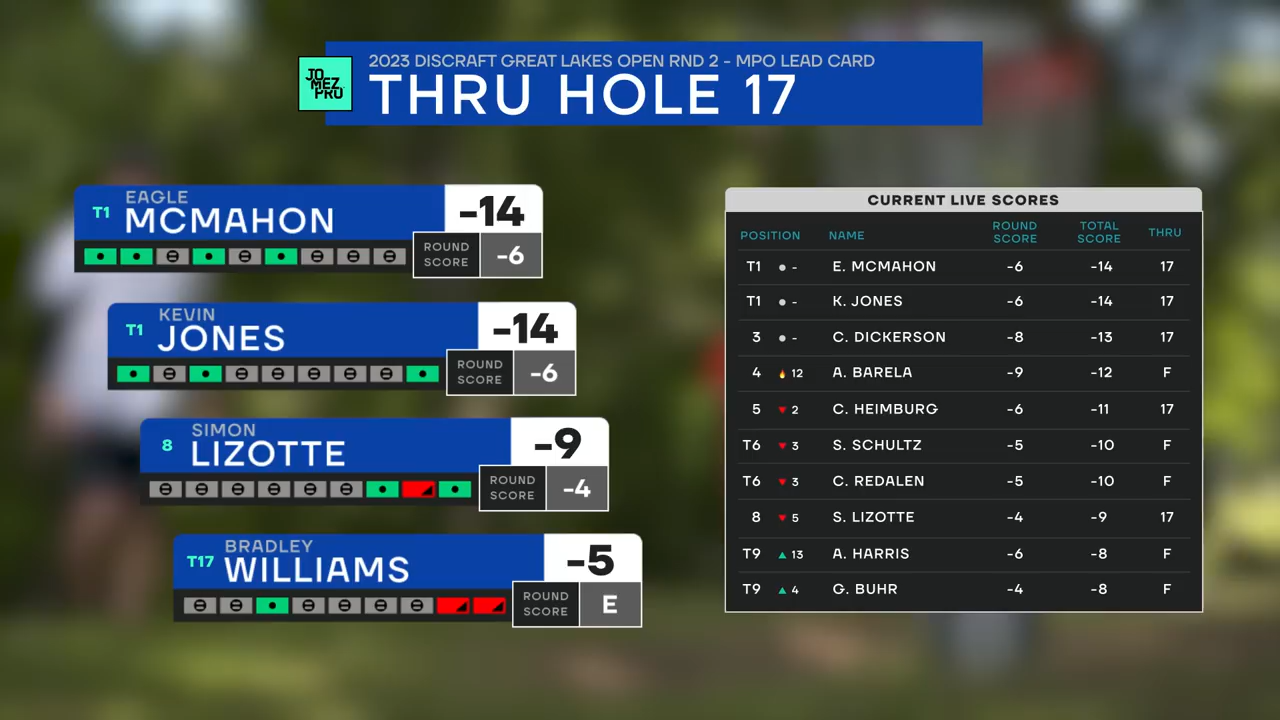 JO
MEZ
PRO
2023 DISCRAFT GREAT LAKES OPEN RND 2 - MPO LEAD CARD
THRU HOLE 17
T1 EAGLE
MCMAHON -14
ROUND SCORE -6
T1 KEVIN
JONES -14
ROUND SCORE -6
8 SIMON
LIZOTTE -9
ROUND SCORE -4
T17 BRADLEY
WILLIAMS -5
ROUND SCORE E
CURRENT LIVE SCORES
POSITION NAME ROUND SCORE TOTAL SCORE THRU
T1 - E. MCMAHON -6 -14 17
T1 - K. JONES -6 -14 17
3 - C. DICKERSON -8 -13 17
4 12 A. BARELA -9 -12 F
5 2 C. HEIMBURG -6 -11 17
T6 3 S. SCHULTZ -5 -10 F
T6 3 C. REDALEN -5 -10 F
8 5 S. LIZOTTE -4 -9 17
T9 13 A. HARRIS -6 -8 F
T9 4 G. BUHR -4 -8 F